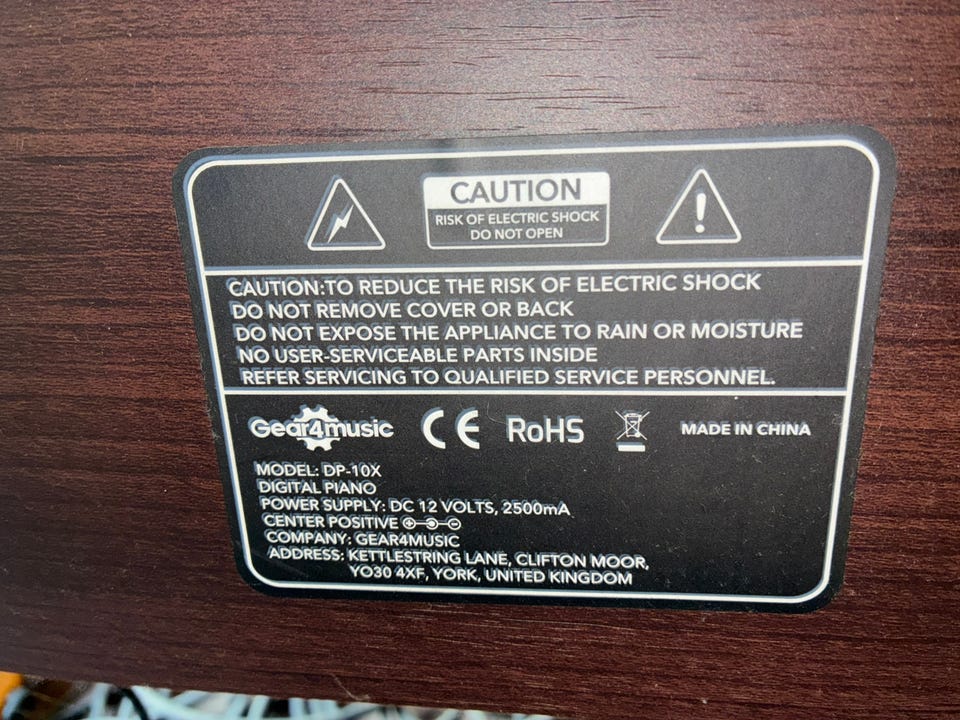 CAUTION
RISK OF ELECTRIC SHOCK
DO NOT OPEN
CAUTION:TO REDUCE THE RISK OF ELECTRIC SHOCK
DO NOT REMOVE COVER OR BACK
DO NOT EXPOSE THE APPLIANCE TO RAIN OR MOISTURE
NO USER-SERVICEABLE PARTS INSIDE
REFER SERVICING TO QUALIFIED SERVICE PERSONNEL.
Gear4music CE RoHS MADE IN CHINA
MODEL: DP-10X
DIGITAL PIANO
POWER SUPPLY: DC 12 VOLTS, 2500mA
CENTER POSITIVE
COMPANY: GEAR4MUSIC
ADDRESS: KETTLESTRING LANE, CLIFTON MOOR,
YO30 4XF, YORK, UNITED KINGDOM